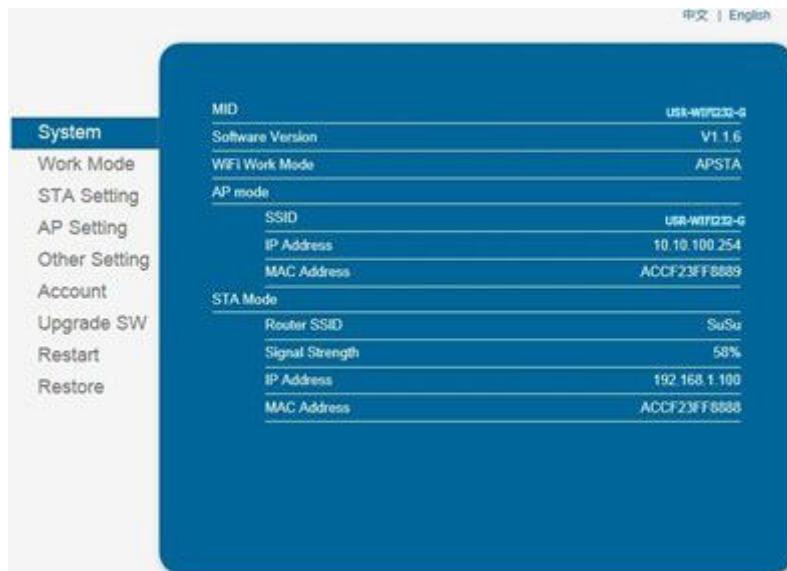 中文 | English
MID USR-WIFI232-G
System
Software Version V1.1.6
Work Mode
WiFi Work Mode APSTA
STA Setting
AP mode
AP Setting
SSID USR-WIFI232-G
Other Setting
IP Address 10.10.100.254
MAC Address ACCF23FF8889
Account
STA Mode
Upgrade SW
Router SSID SuSu
Restart
Signal Strength 58%
Restore
IP Address 192.168.1.100
MAC Address ACCF23FF8888